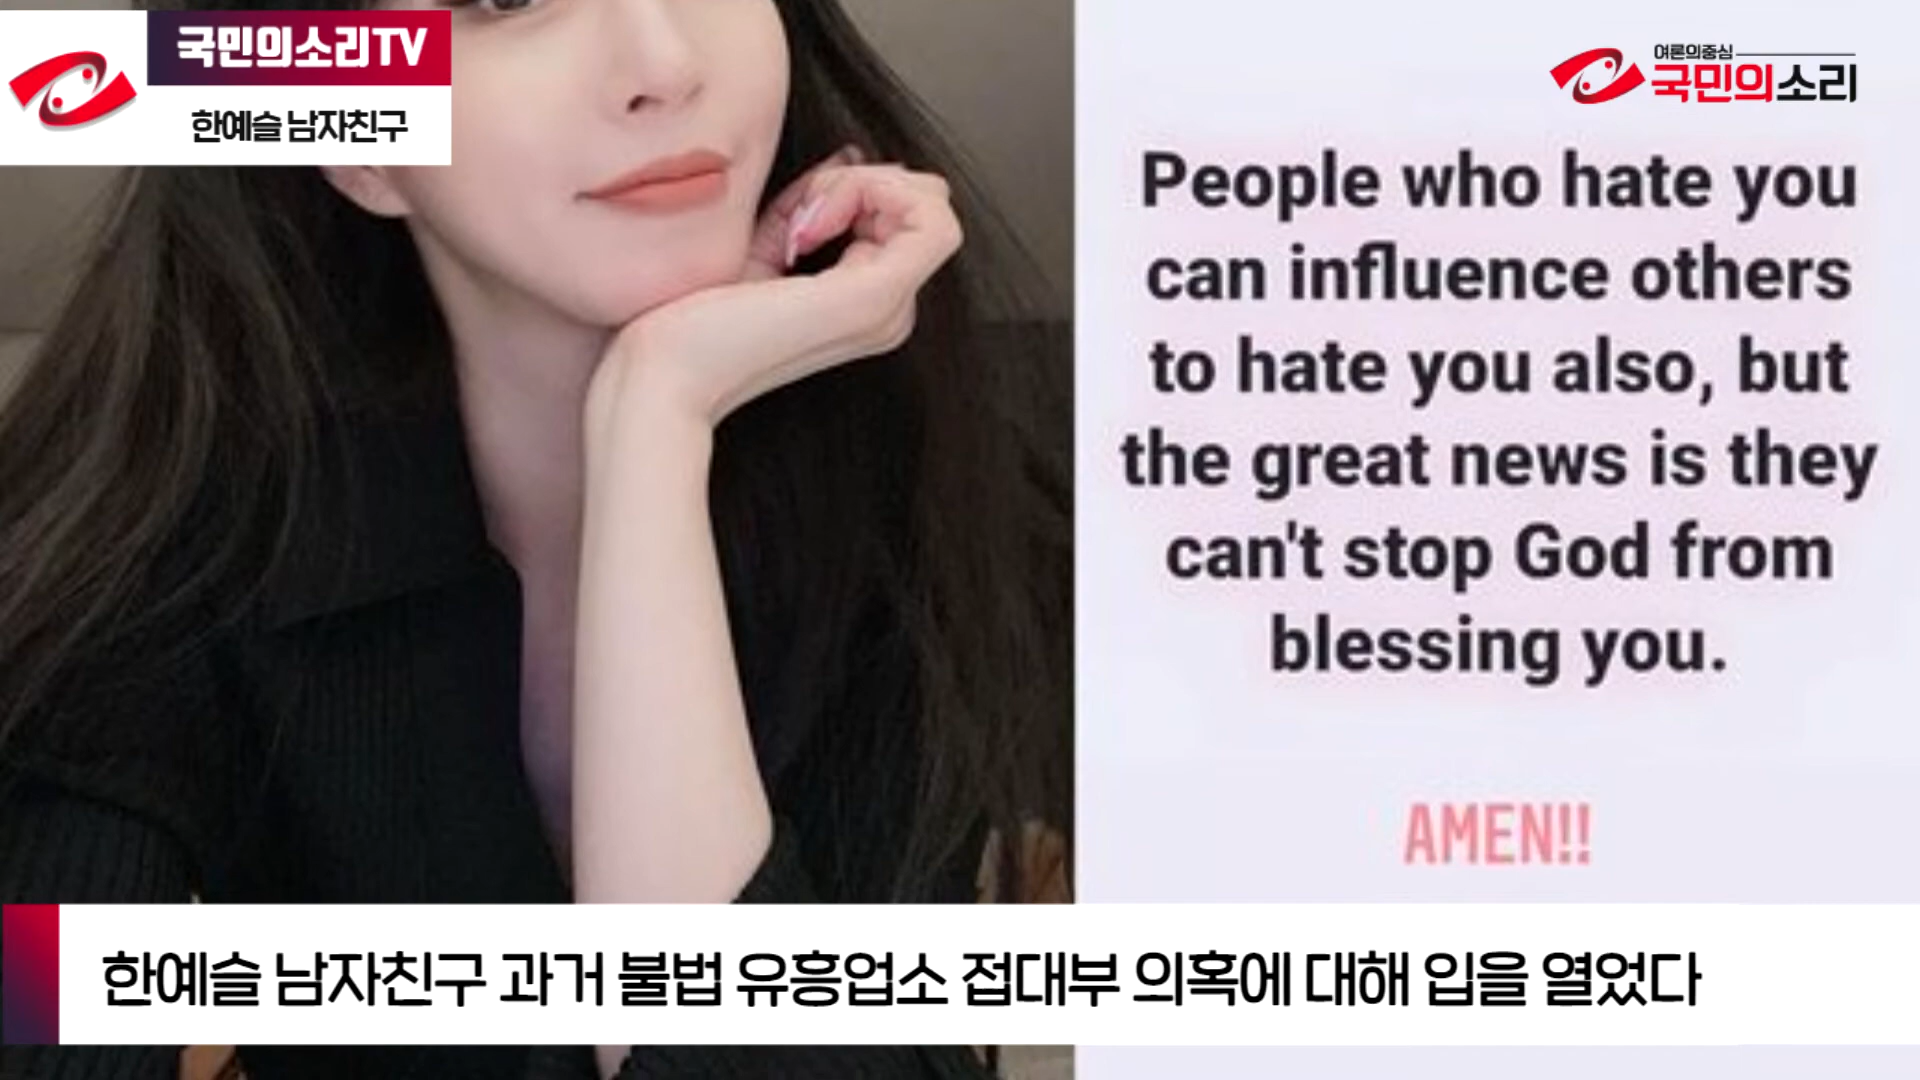 국민의소리TV
한예슬 남자친구
여론의중심
국민의소리
People who hate you
can influence others
to hate you also, but
the great news is they
can't stop God from
blessing you.
AMEN!!
한예슬 남자친구 과거 불법 유흥업소 접대부 의혹에 대해 입을 열었다